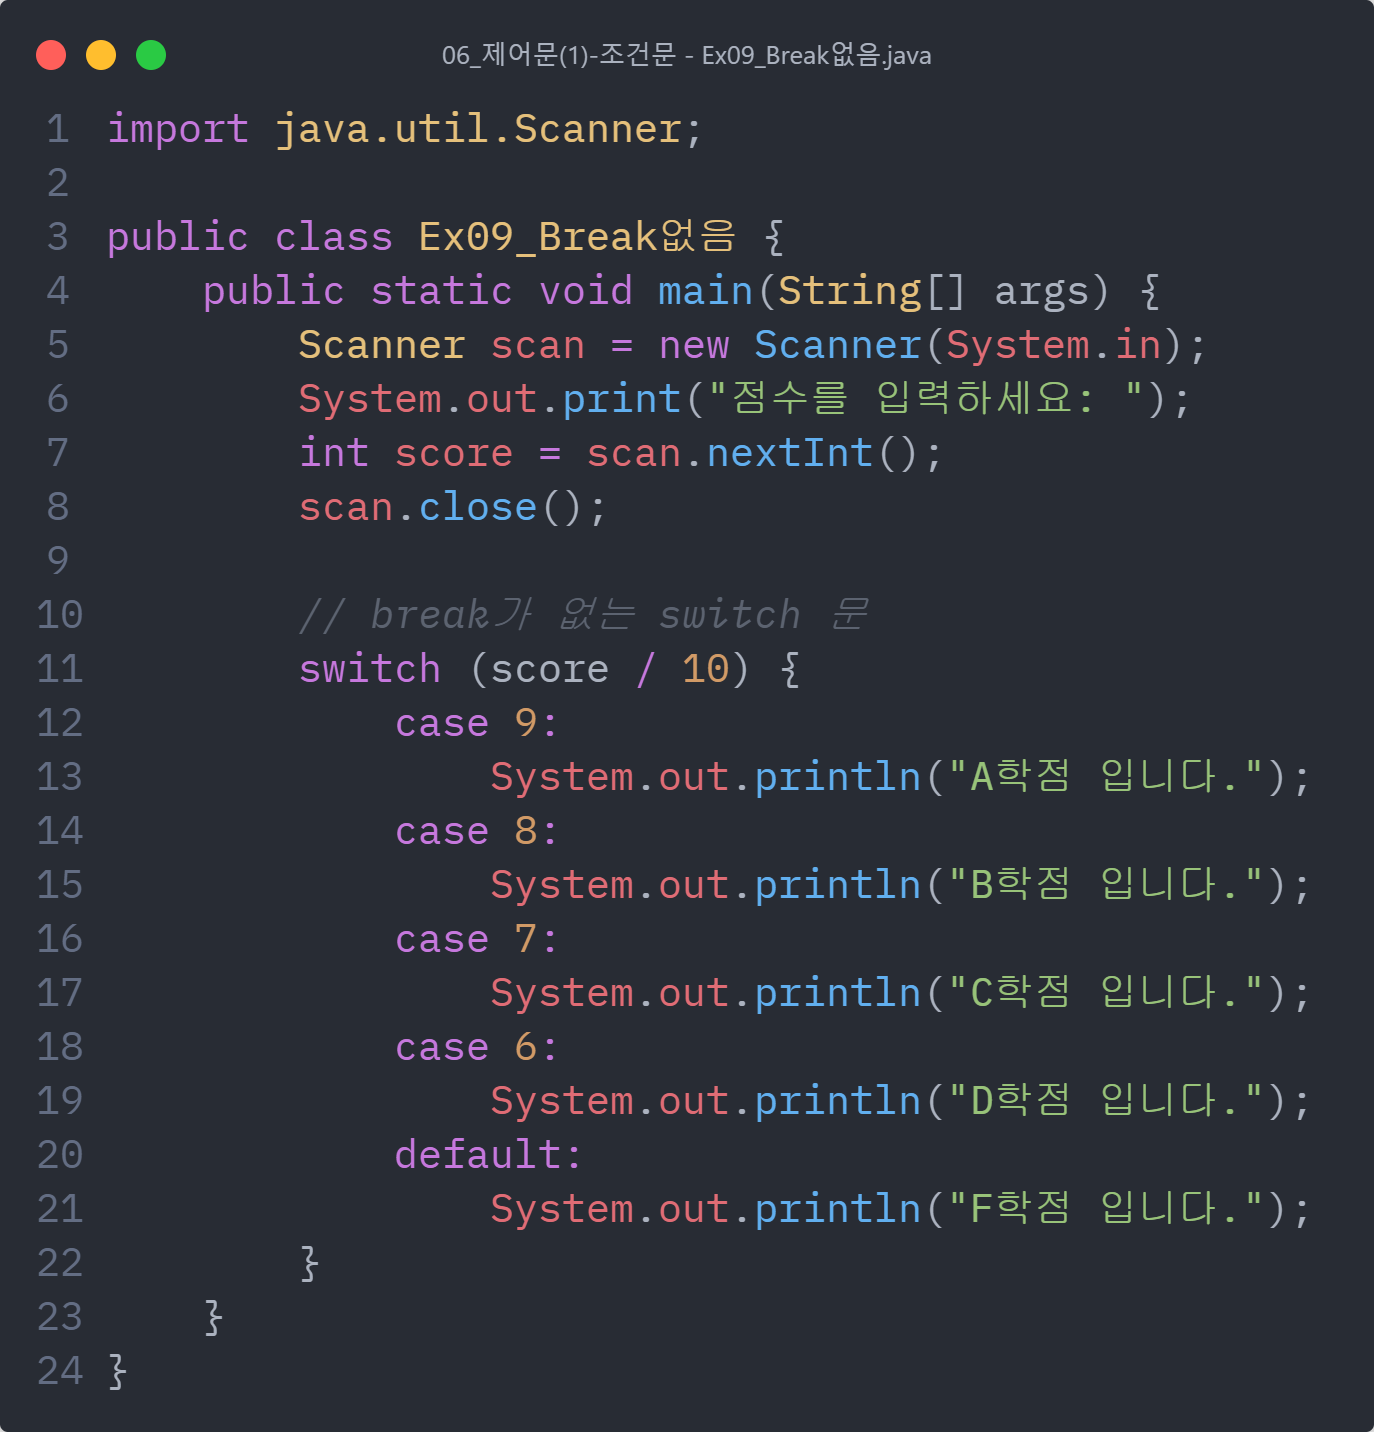 06_제어문(1)-조건문 - Ex09_Break없음.java
1 import java.util.Scanner;
2
3 public class Ex09_Break없음 {
4     public static void main(String[] args) {
5         Scanner scan = new Scanner(System.in);
6         System.out.print("점수를 입력하세요: ");
7         int score = scan.nextInt();
8         scan.close();
9
10         // break가 없는 switch 문
11         switch (score / 10) {
12             case 9:
13                 System.out.println("A학점 입니다.");
14             case 8:
15                 System.out.println("B학점 입니다.");
16             case 7:
17                 System.out.println("C학점 입니다.");
18             case 6:
19                 System.out.println("D학점 입니다.");
20             default:
21                 System.out.println("F학점 입니다.");
22         }
23     }
24 }